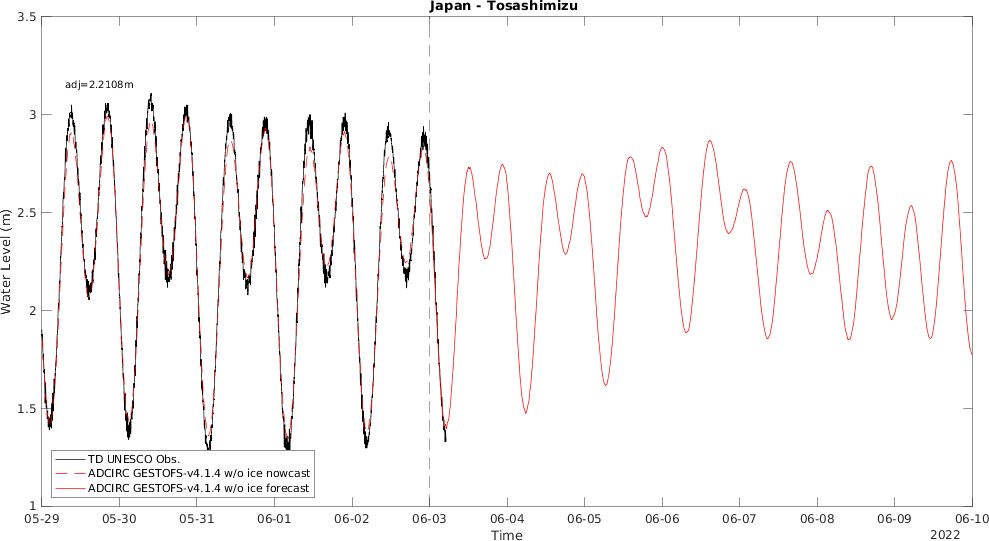 Japan - Tosashimizu
3.5
adj=2.2108m
3
2.5
Water Level (m)
2
1.5
TD UNESCO Obs.
ADCIRC GESTOFS-v4.1.4 w/o ice nowcast
ADCIRC GESTOFS-v4.1.4 w/o ice forecast
1
05-29 05-30 05-31 06-01 06-02 06-03 06-04 06-05 06-06 06-07 06-08 06-09 06-10
Time
2022